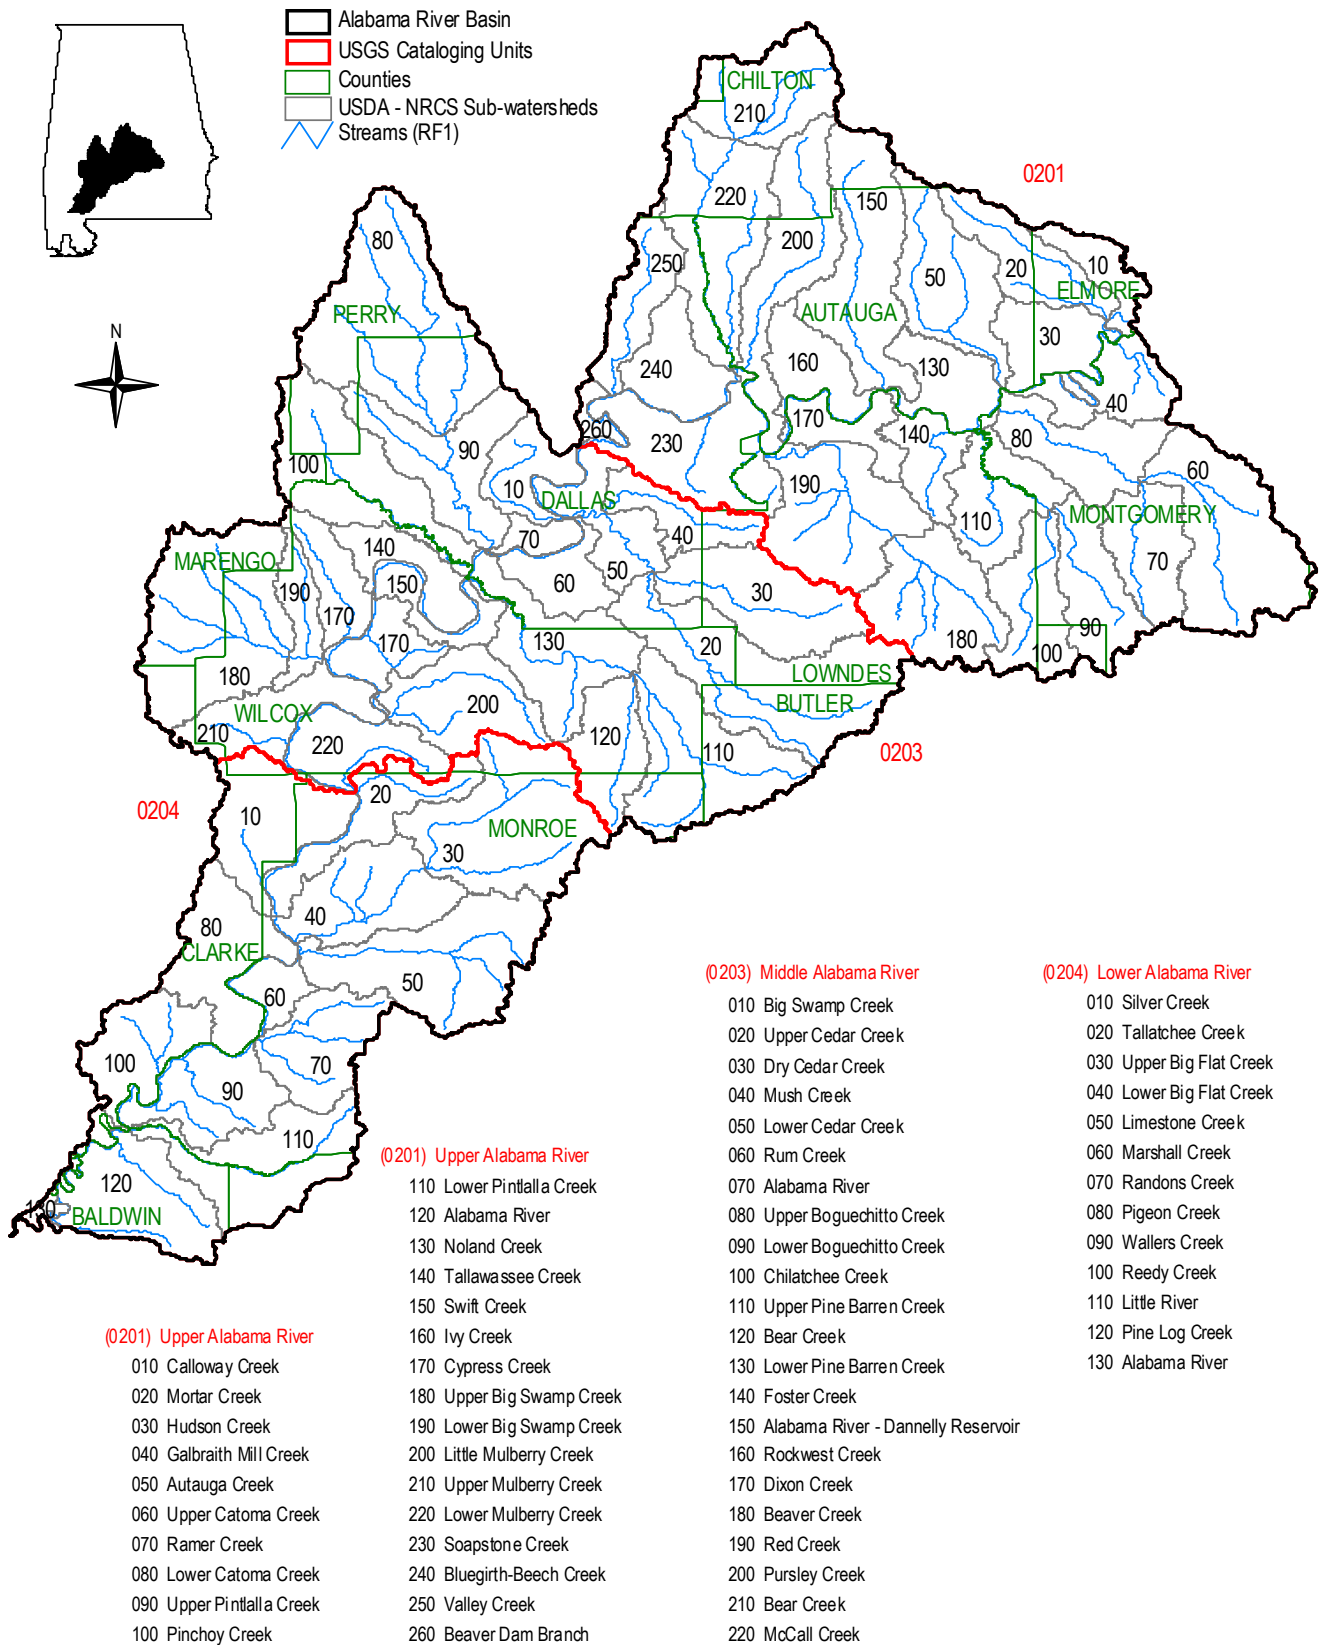 Alabama River Basin
USGS Cataloging Units
Counties
USDA - NRCS Sub-watersheds
Streams (RF1)
N
CHILTON
210
0201
220
150
200
80
250
50
20
10
ELMORE
PERRY
AUTAUGA
30
160
130
240
40
170
260
230
140
80
90
60
100
190
10
DALLAS
110
MONTGOMERY
70
40
140
MARENGO
70
50
60
150
30
190
170
90
130
20
180
100
170
180
LOWNDES
BUTLER
200
WILCOX
210
220
120
110
0203
20
0204
10
MONROE
30
40
80
CLARKE
50
60
100
70
90
110
120
130
BALDWIN
(0203) Middle Alabama River
010 Big Swamp Creek
020 Upper Cedar Creek
030 Dry Cedar Creek
040 Mush Creek
050 Lower Cedar Creek
060 Rum Creek
070 Alabama River
080 Upper Boguechitto Creek
090 Lower Boguechitto Creek
100 Chilatchee Creek
110 Upper Pine Barren Creek
120 Bear Creek
130 Lower Pine Barren Creek
140 Foster Creek
150 Alabama River - Dannelly Reservoir
160 Rockwest Creek
170 Dixon Creek
180 Beaver Creek
190 Red Creek
200 Pursley Creek
210 Bear Creek
220 McCall Creek
(0204) Lower Alabama River
010 Silver Creek
020 Tallatchee Creek
030 Upper Big Flat Creek
040 Lower Big Flat Creek
050 Limestone Creek
060 Marshall Creek
070 Randons Creek
080 Pigeon Creek
090 Wallers Creek
100 Reedy Creek
110 Little River
120 Pine Log Creek
130 Alabama River
(0201) Upper Alabama River
110 Lower Pintlalla Creek
120 Alabama River
130 Noland Creek
140 Tallawassee Creek
150 Swift Creek
160 Ivy Creek
170 Cypress Creek
180 Upper Big Swamp Creek
190 Lower Big Swamp Creek
200 Little Mulberry Creek
210 Upper Mulberry Creek
220 Lower Mulberry Creek
230 Soapstone Creek
240 Bluegirth-Beech Creek
250 Valley Creek
260 Beaver Dam Branch
(0201) Upper Alabama River
010 Calloway Creek
020 Mortar Creek
030 Hudson Creek
040 Galbraith Mill Creek
050 Autauga Creek
060 Upper Catoma Creek
070 Ramer Creek
080 Lower Catoma Creek
090 Upper Pintlalla Creek
100 Pinchoy Creek